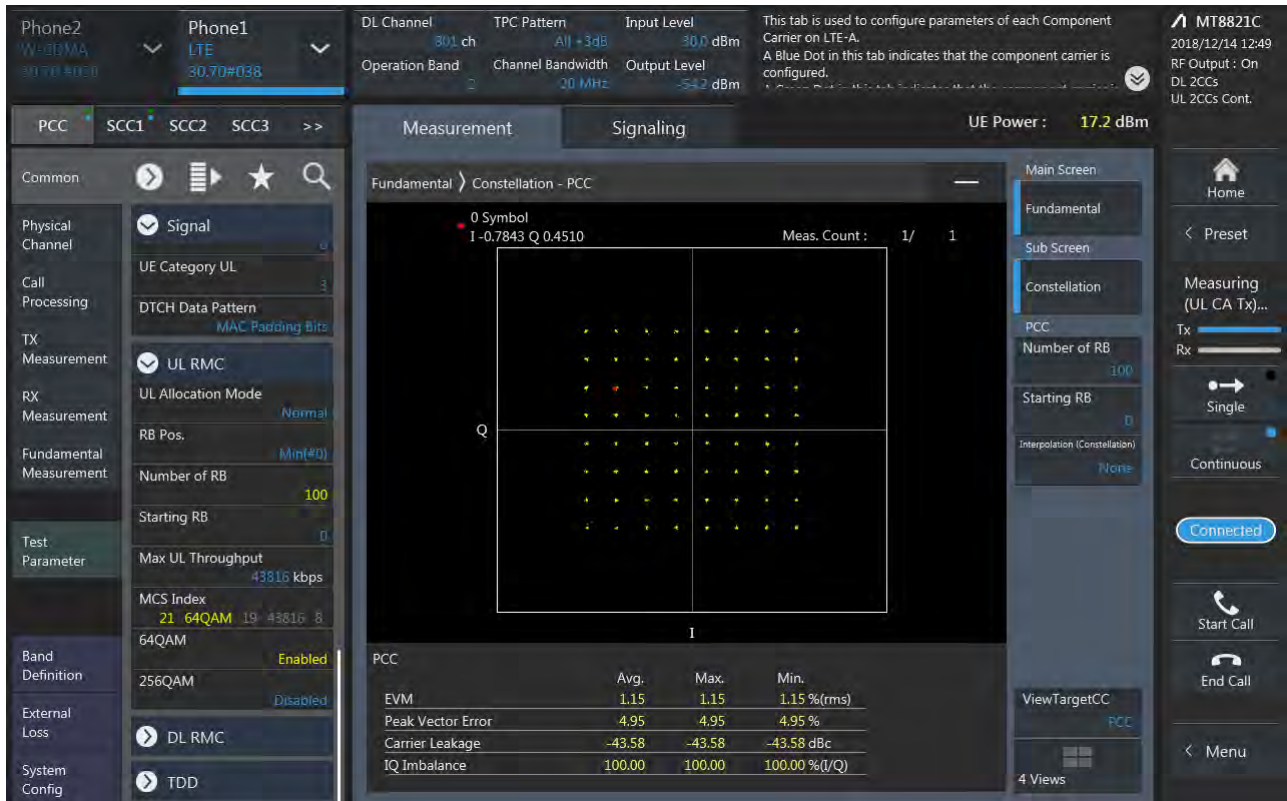 Phone2
W-CDMA
30.70 #038
Phone1
LTE
30.70#038
DL Channel
301 ch
Operation Band
2
TPC Pattern
All +3dB
Channel Bandwidth
20 MHz
Input Level
30.0 dBm
Output Level
-54.2 dBm
This tab is used to configure parameters of each Component
Carrier on LTE-A.
A Blue Dot in this tab indicates that the component carrier is
configured.
MT8821C
2018/12/14 12:49
RF Output : On
DL 2CCs
UL 2CCs Cont.
PCC SCC1 SCC2 SCC3 >>
Measurement
Signaling
UE Power : 17.2 dBm
Common
Physical
Channel
Call
Processing
TX
Measurement
RX
Measurement
Fundamental
Measurement
Test
Parameter
Band
Definition
External
Loss
System
Config
Signal
UE Category UL
3
DTCH Data Pattern
MAC Padding Bits
UL RMC
UL Allocation Mode
Normal
RB Pos.
Min(#0)
Number of RB
100
Starting RB
0
Max UL Throughput
43816 kbps
MCS Index
21 64QAM 19 43816 8
64QAM
Enabled
256QAM
Disabled
DL RMC
TDD
Fundamental > Constellation - PCC
0 Symbol
I -0.7843 Q 0.4510
Meas. Count : 1/ 1
Q
I
PCC
Avg. Max. Min.
EVM 1.15 1.15 1.15 %(rms)
Peak Vector Error 4.95 4.95 4.95 %
Carrier Leakage -43.58 -43.58 -43.58 dBc
IQ Imbalance 100.00 100.00 100.00 %(I/Q)
Main Screen
Fundamental
Sub Screen
Constellation
PCC
Number of RB
100
Starting RB
0
Interpolation (Constellation)
None
ViewTargetCC
PCC
4 Views
Home
< Preset
Measuring
(UL CA Tx)...
Tx
Rx
Single
Continuous
Connected
Start Call
End Call
< Menu